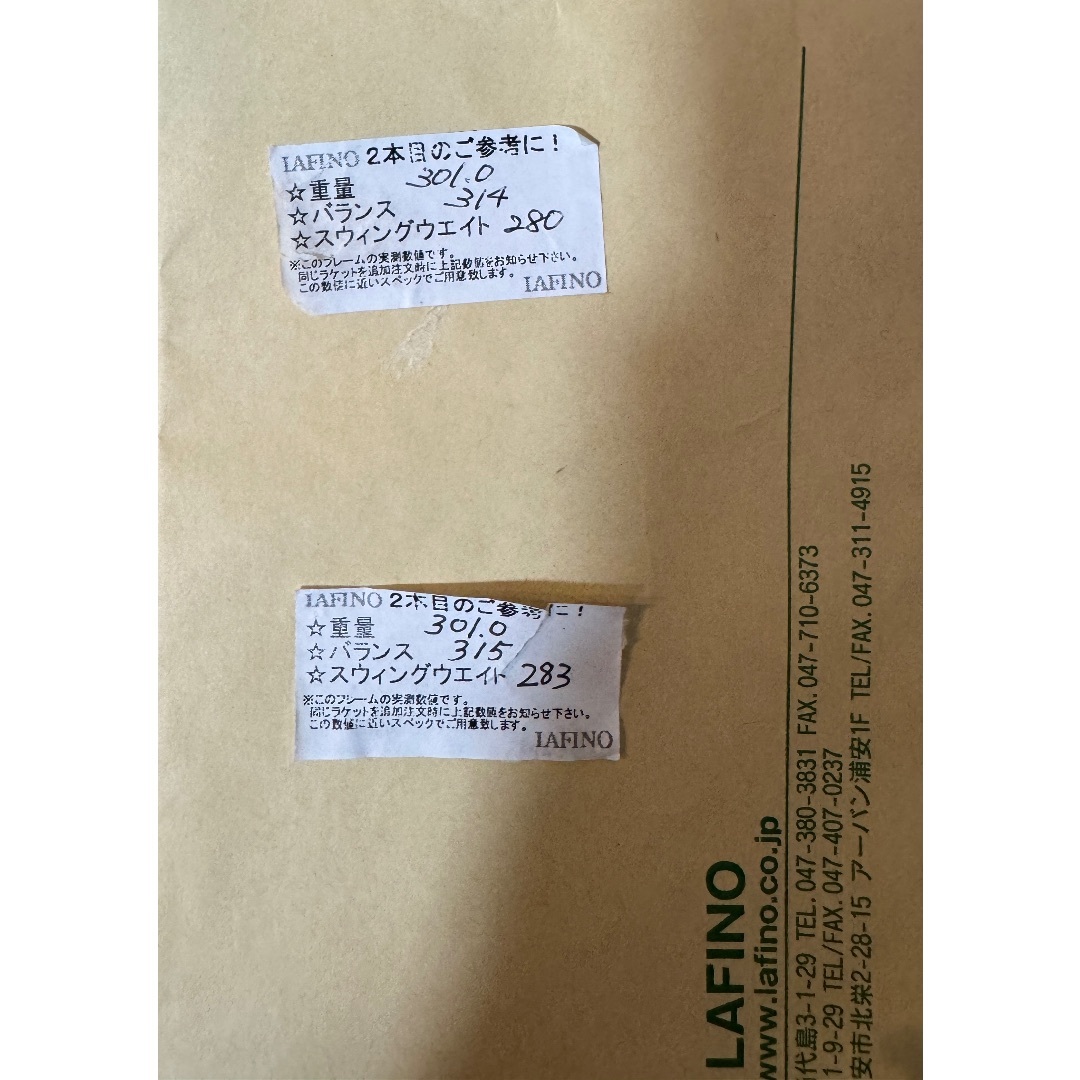 LAFINO 2本目のご参考に!
☆重量 301.0
☆バランス 314
☆スウィングウエイト 280
※このフレームの実測数値です。
同じラケットを追加注文時に上記数値をお知らせ下さい。
この数値に近いスペックでご用意致します。
LAFINO
LAFINO 2本目のご参考に!
☆重量 301.0
☆バランス 315
☆スウィングウエイト 283
※このフレームの実測数値です。
同じラケットを追加注文時に上記数値をお知らせ下さい。
この数値に近いスペックでご用意致します。
LAFINO
LAFINO
www.lafino.co.jp
代島3-1-29 TEL. 047-380-3831 FAX. 047-710-6373
1-9-29 TEL/FAX. 047-407-0237
安市北栄2-28-15 アーバン浦安1F TEL/FAX. 047-311-4915